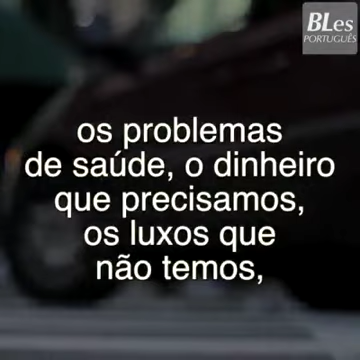 BLes
PORTUGUÊS
os problemas
de saúde, o dinheiro
que precisamos,
os luxos que
não temos,